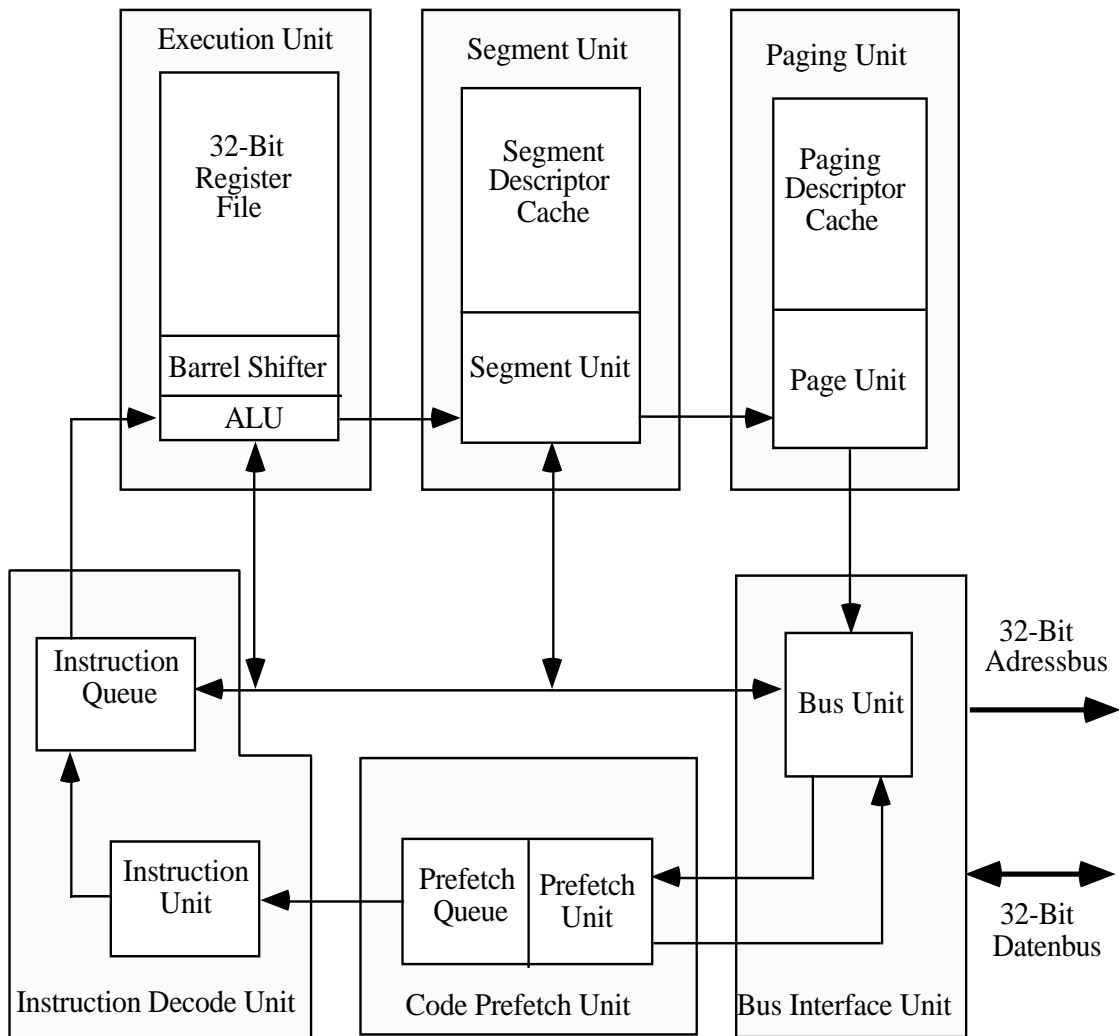 Execution Unit
32-Bit
Register
File
Barrel Shifter
ALU
Segment Unit
Segment
Descriptor
Cache
Segment Unit
Paging Unit
Paging
Descriptor
Cache
Page Unit
Instruction
Queue
Instruction
Unit
Instruction Decode Unit
Prefetch
Queue
Prefetch
Unit
Code Prefetch Unit
Bus Unit
Bus Interface Unit
32-Bit
Adressbus
32-Bit
Datenbus